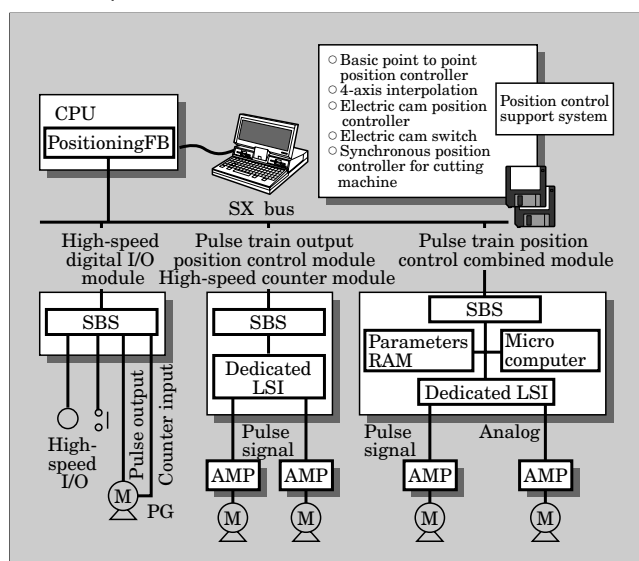 ○ Basic point to point
position controller
○ 4-axis interpolation
○ Electric cam position
controller
○ Electric cam switch
○ Synchronous position
controller for cutting
machine
Position control
support system
CPU
PositioningFB
SX bus
High-speed
digital I/O
module
Pulse train output
position control module
High-speed counter module
Pulse train position
control combined module
SBS
SBS
SBS
Parameters
RAM
Micro
computer
Dedicated
LSI
Dedicated LSI
High-
speed
I/O
Pulse output
Counter input
M
PG
Pulse
signal
AMP
AMP
M
M
Pulse
signal
Analog
AMP
AMP
M
M